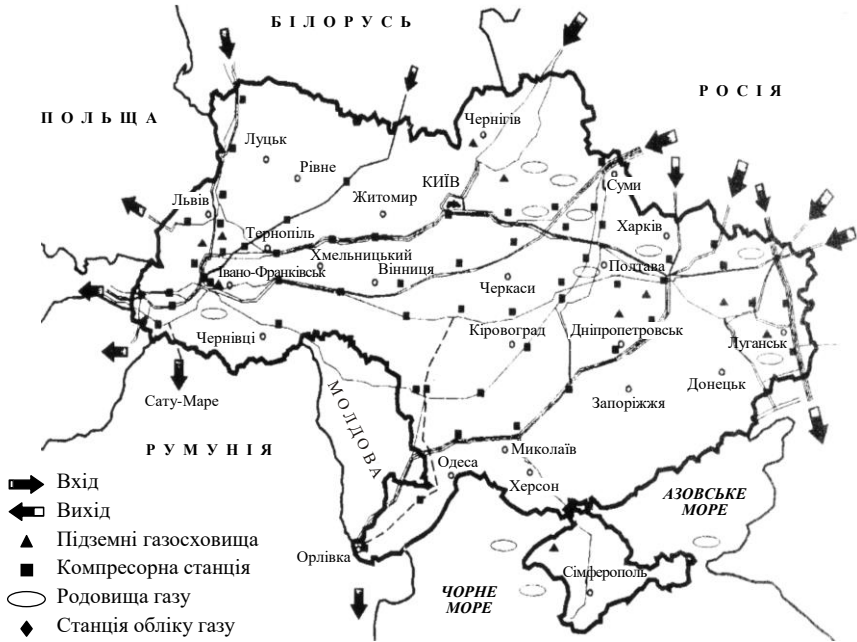 БІЛОРУСЬ
ПОЛЬЩА
РОСІЯ
Чернігів
Луцьк
Рівне
КИЇВ
Суми
Житомир
Львів
Харків
Тернопіль
Хмельницький
Вінниця
Полтава
Івано-Франківськ
Черкаси
Кіровоград
Дніпропетровськ
Луганськ
Чернівці
Донецьк
Сату-Маре
Запоріжжя
МОЛДОВА
РУМУНІЯ
Миколаїв
Одеса
Херсон
АЗОВСЬКЕ
МОРЕ
Орлівка
Сімферополь
ЧОРНЕ
МОРЕ
Вхід
Вихід
Підземні газосховища
Компресорна станція
Родовища газу
Станція обліку газу